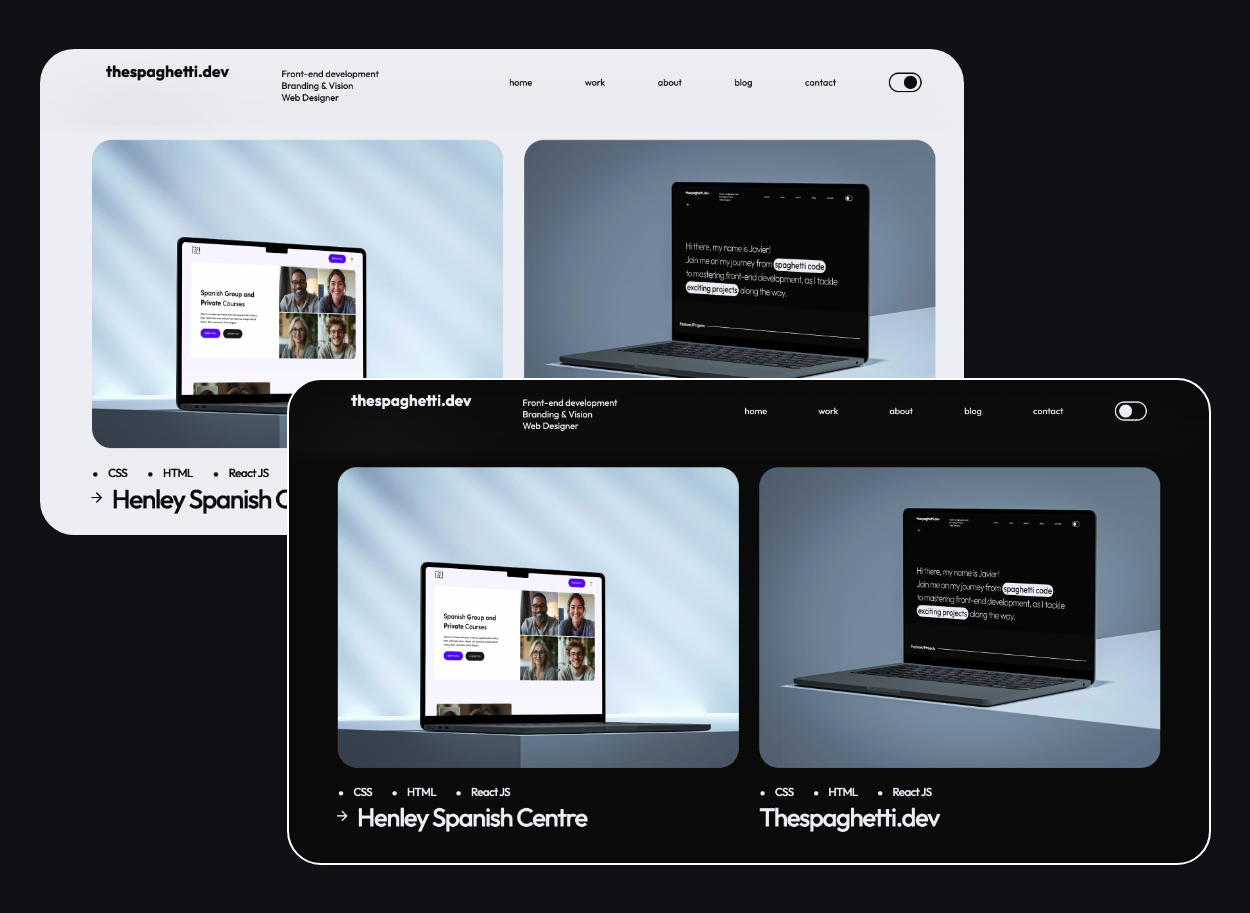 thespaghetti.dev
Front-end development
Branding & Vision
Web Designer
home
work
about
blog
contact
Spanish Group and
Private Courses
thespaghetti.dev
Hi there, my name is Javier!
Join me on my journey from spaghetti code
to mastering front-end development, as I tackle
exciting projects along the way.
Featured Projects
CSS
HTML
React JS
Henley Spanish C
thespaghetti.dev
Front-end development
Branding & Vision
Web Designer
home
work
about
blog
contact
Spanish Group and
Private Courses
thespaghetti.dev
Hi there, my name is Javier!
Join me on my journey from spaghetti code
to mastering front-end development, as I tackle
exciting projects along the way.
Featured Projects
CSS
HTML
React JS
Henley Spanish Centre
CSS
HTML
React JS
Thespaghetti.dev